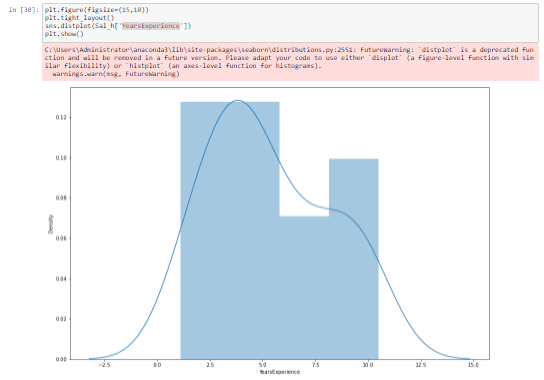 In [30]: plt.figure(figsize=(15,10))
plt.tight_layout()
sns.distplot(Sal_h['YearsExperience'])
plt.show()
C:\Users\Administrator\anaconda3\lib\site-packages\seaborn\distributions.py:2551: FutureWarning: `distplot` is a deprecated fun
ction and will be removed in a future version. Please adapt your code to use either `displot` (a figure-level function with sim
ilar flexibility) or `histplot` (an axes-level function for histograms).
warnings.warn(msg, FutureWarning)
0.12
0.10
0.08
0.06
0.04
0.02
0.00
Density
−2.5 0.0 2.5 5.0 7.5 10.0 12.5 15.0
YearsExperience